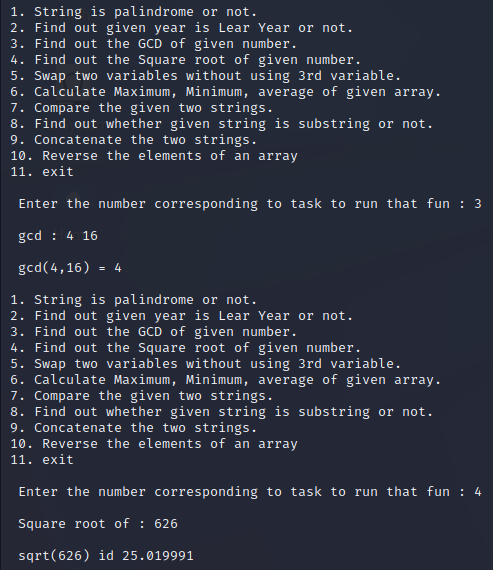 1. String is palindrome or not.
2. Find out given year is Lear Year or not.
3. Find out the GCD of given number.
4. Find out the Square root of given number.
5. Swap two variables without using 3rd variable.
6. Calculate Maximum, Minimum, average of given array.
7. Compare the given two strings.
8. Find out whether given string is substring or not.
9. Concatenate the two strings.
10. Reverse the elements of an array
11. exit
Enter the number corresponding to task to run that fun : 3
gcd : 4 16
gcd(4,16) = 4
1. String is palindrome or not.
2. Find out given year is Lear Year or not.
3. Find out the GCD of given number.
4. Find out the Square root of given number.
5. Swap two variables without using 3rd variable.
6. Calculate Maximum, Minimum, average of given array.
7. Compare the given two strings.
8. Find out whether given string is substring or not.
9. Concatenate the two strings.
10. Reverse the elements of an array
11. exit
Enter the number corresponding to task to run that fun : 4
Square root of : 626
sqrt(626) id 25.019991